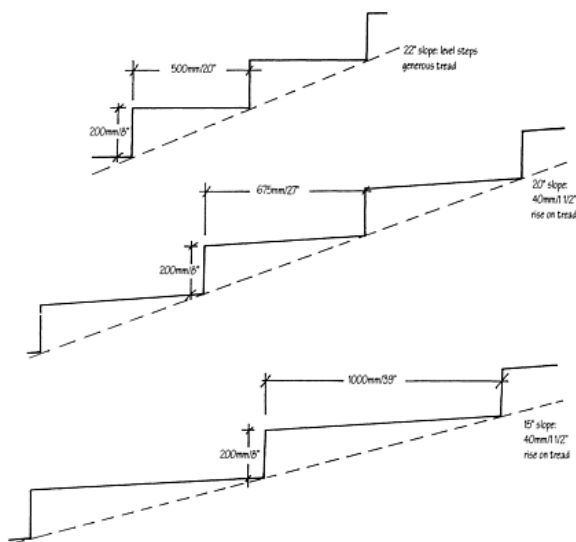 500mm/20"
22° slope: level steps
generous tread
200mm/8"
675mm/27"
20° slope:
40mm/1 1/2"
rise on tread
200mm/8"
1000mm/39"
15° slope:
40mm/1 1/2"
rise on tread
200mm/8"